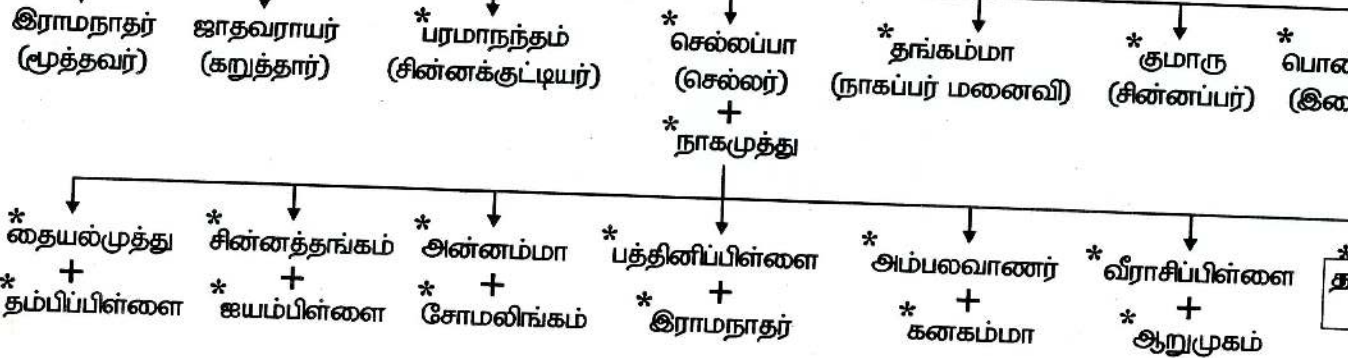 இராமநாதர் ஜாதவராயர் *பரமாநந்தம் *செல்லப்பா *தங்கம்மா *குமாரு *
(மூத்தவர்) (கறுத்தார்) (சின்னக்குட்டியர்) (செல்லர்) (நாகப்பர் மனைவி) (சின்னப்பர்)
+
*நாகமுத்து
*தையல்முத்து *சின்னத்தங்கம் *அன்னம்மா *பத்தினிப்பிள்ளை *அம்பலவாணர் *வீராசிப்பிள்ளை *
+ + + + + +
*தம்பிப்பிள்ளை *ஐயம்பிள்ளை *சோமலிங்கம் *இராமநாதர் *கனகம்மா *ஆறுமுகம்